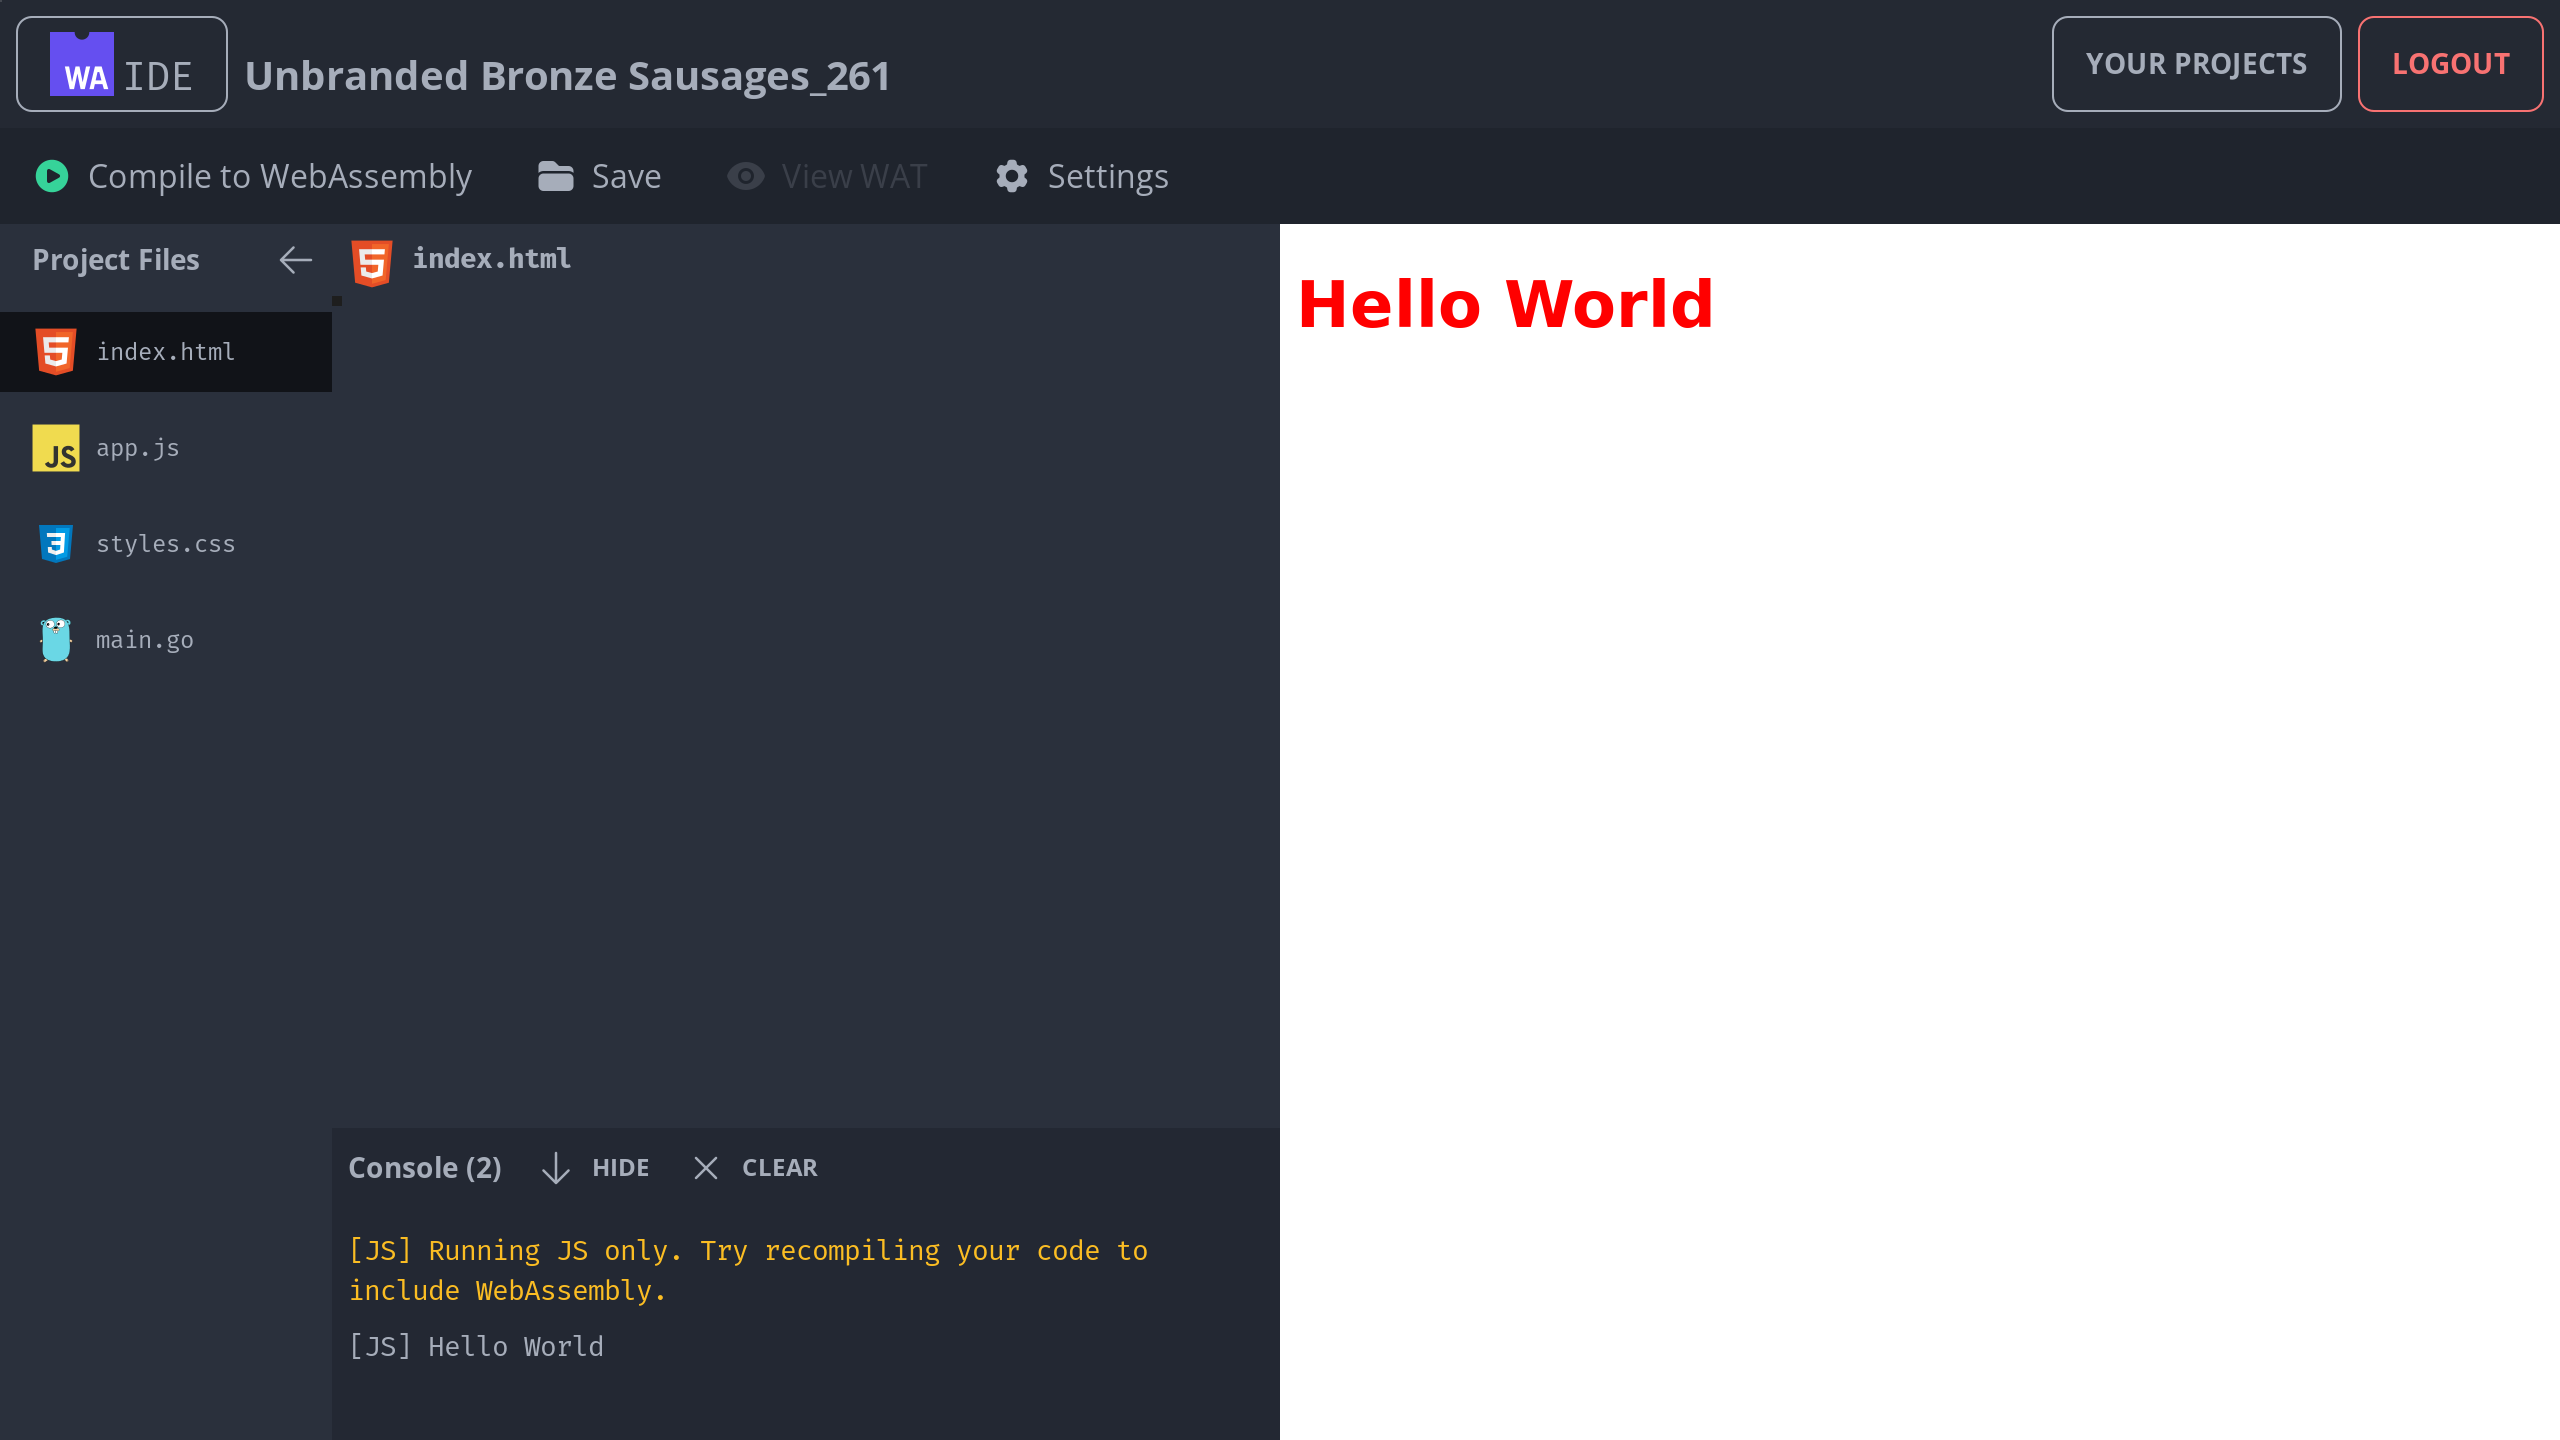 WA IDE
Unbranded Bronze Sausages_261
YOUR PROJECTS
LOGOUT
Compile to WebAssembly
Save
View WAT
Settings
Project Files
index.html
index.html
JS
app.js
styles.css
main.go
Hello World
Console (2)
HIDE
CLEAR
[JS] Running JS only. Try recompiling your code to
include WebAssembly.
[JS] Hello World